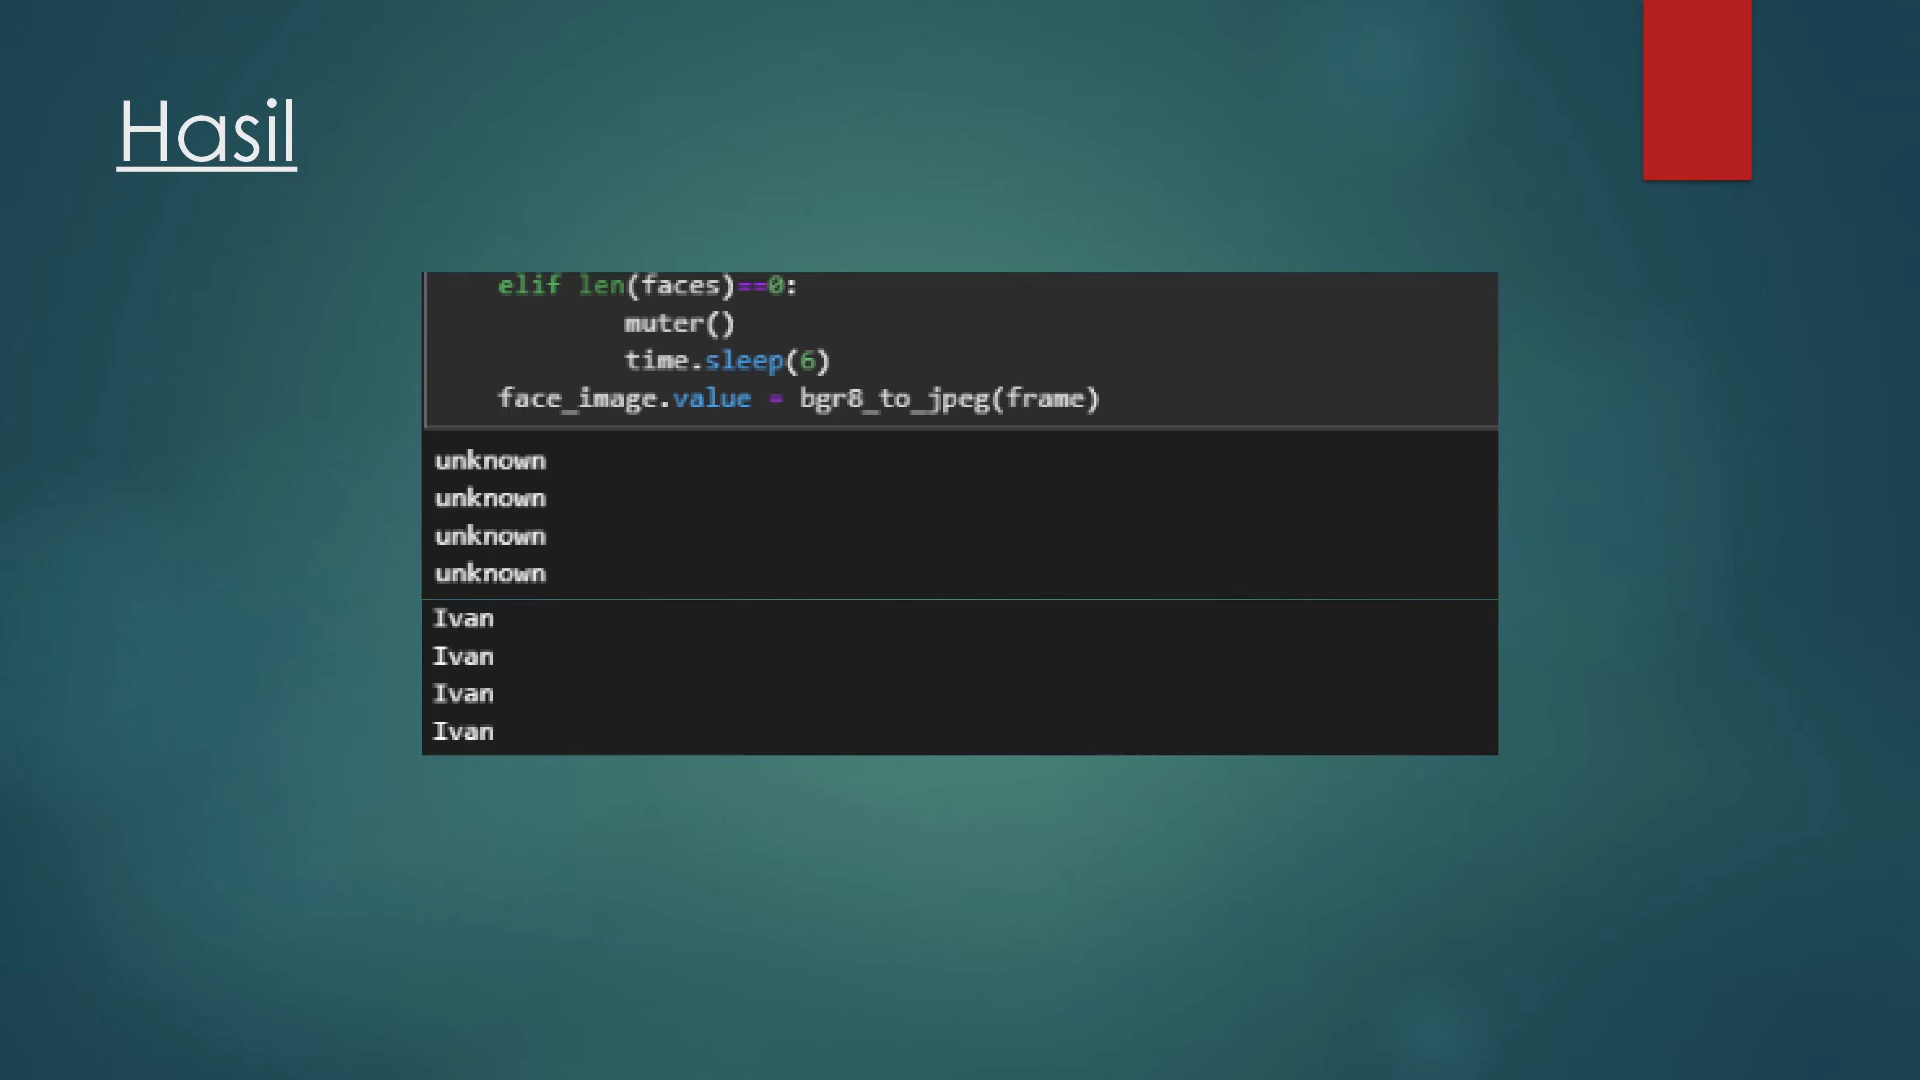 Hasil
elif len(faces)==0:
muter()
time.sleep(6)
face_image.value = bgr8_to_jpeg(frame)
unknown
unknown
unknown
unknown
Ivan
Ivan
Ivan
Ivan